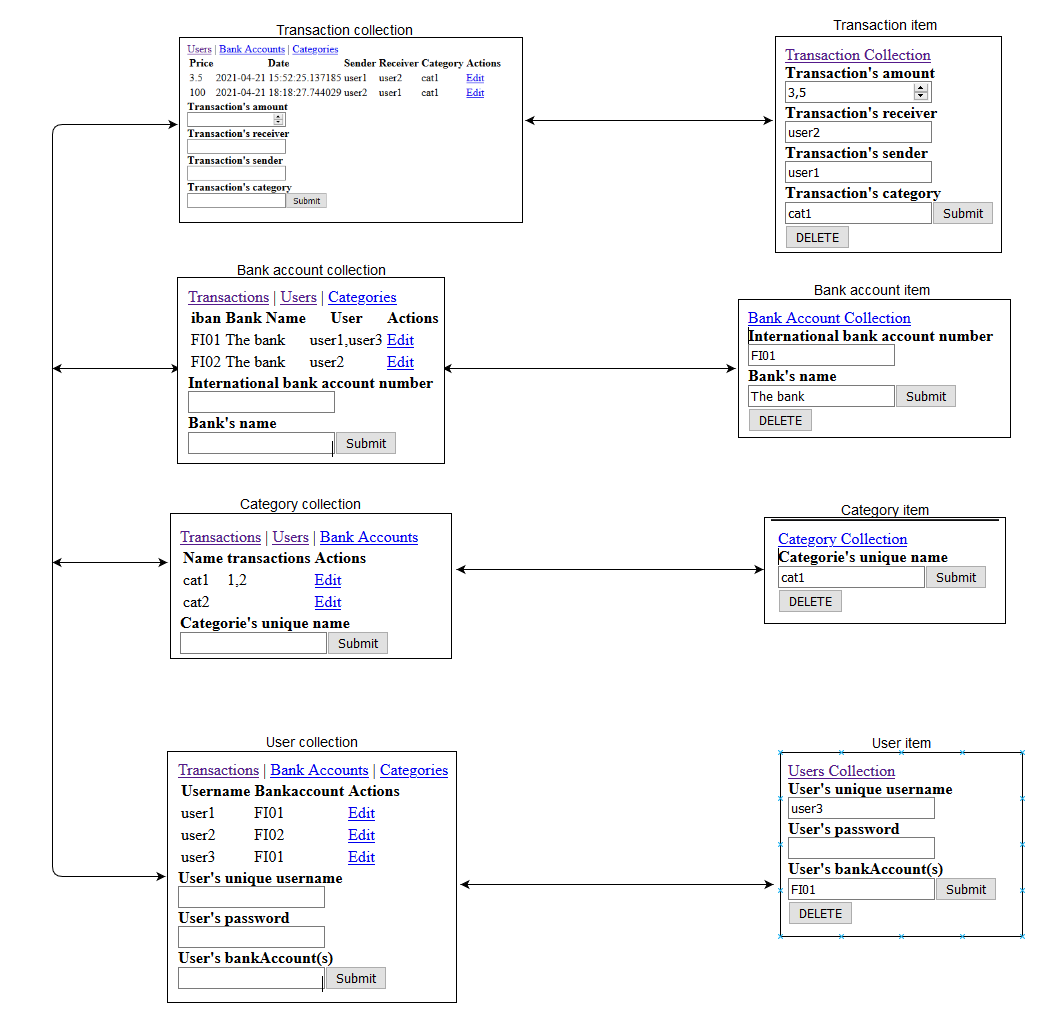 Transaction collection
Users | Bank Accounts | Categories
Price Date Sender Receiver Category Actions
3.5 2021-04-21 15:52:25.137185 user1 user2 cat1 Edit
100 2021-04-21 18:18:27.744029 user2 user1 cat1 Edit
Transaction's amount
Transaction's receiver
Transaction's sender
Transaction's category
Submit
Transaction item
Transaction Collection
Transaction's amount
3,5
Transaction's receiver
user2
Transaction's sender
user1
Transaction's category
cat1 Submit
DELETE
Bank account collection
Transactions | Users | Categories
iban Bank Name User Actions
FI01 The bank user1,user3 Edit
FI02 The bank user2 Edit
International bank account number
Bank's name
Submit
Bank account item
Bank Account Collection
International bank account number
FI01
Bank's name
The bank Submit
DELETE
Category collection
Transactions | Users | Bank Accounts
Name transactions Actions
cat1 1,2 Edit
cat2 Edit
Categorie's unique name
Submit
Category item
Category Collection
Categorie's unique name
cat1 Submit
DELETE
User collection
Transactions | Bank Accounts | Categories
Username Bankaccount Actions
user1 FI01 Edit
user2 FI02 Edit
user3 FI01 Edit
User's unique username
User's password
User's bankAccount(s)
Submit
User item
Users Collection
User's unique username
user3
User's password
User's bankAccount(s)
FI01 Submit
DELETE